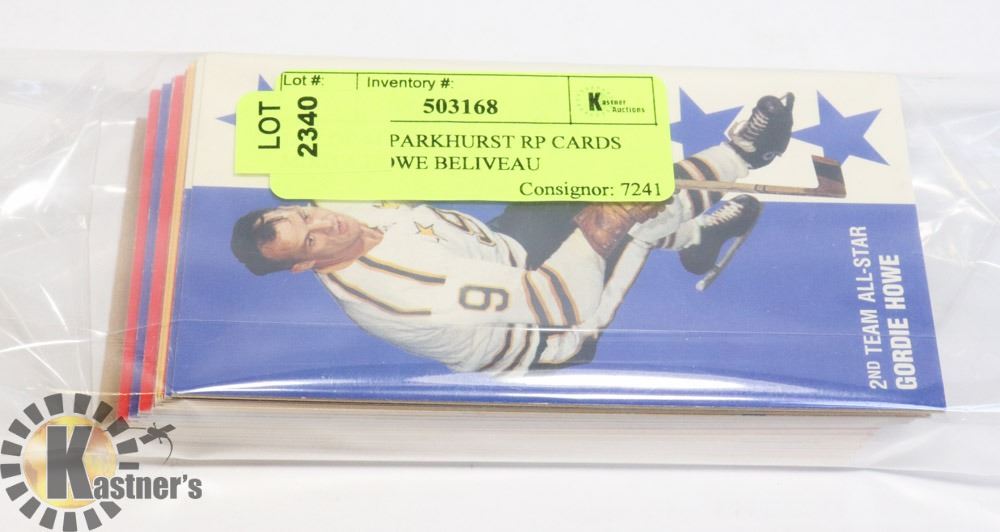 Lot #:
Inventory #:
503168
Kastner
Auctions
LOT
2340
PARKHURST RP CARDS
OWE BELIVEAU
Consignor: 7241
9
2ND TEAM ALL-STAR
GORDIE HOWE
Kastner's